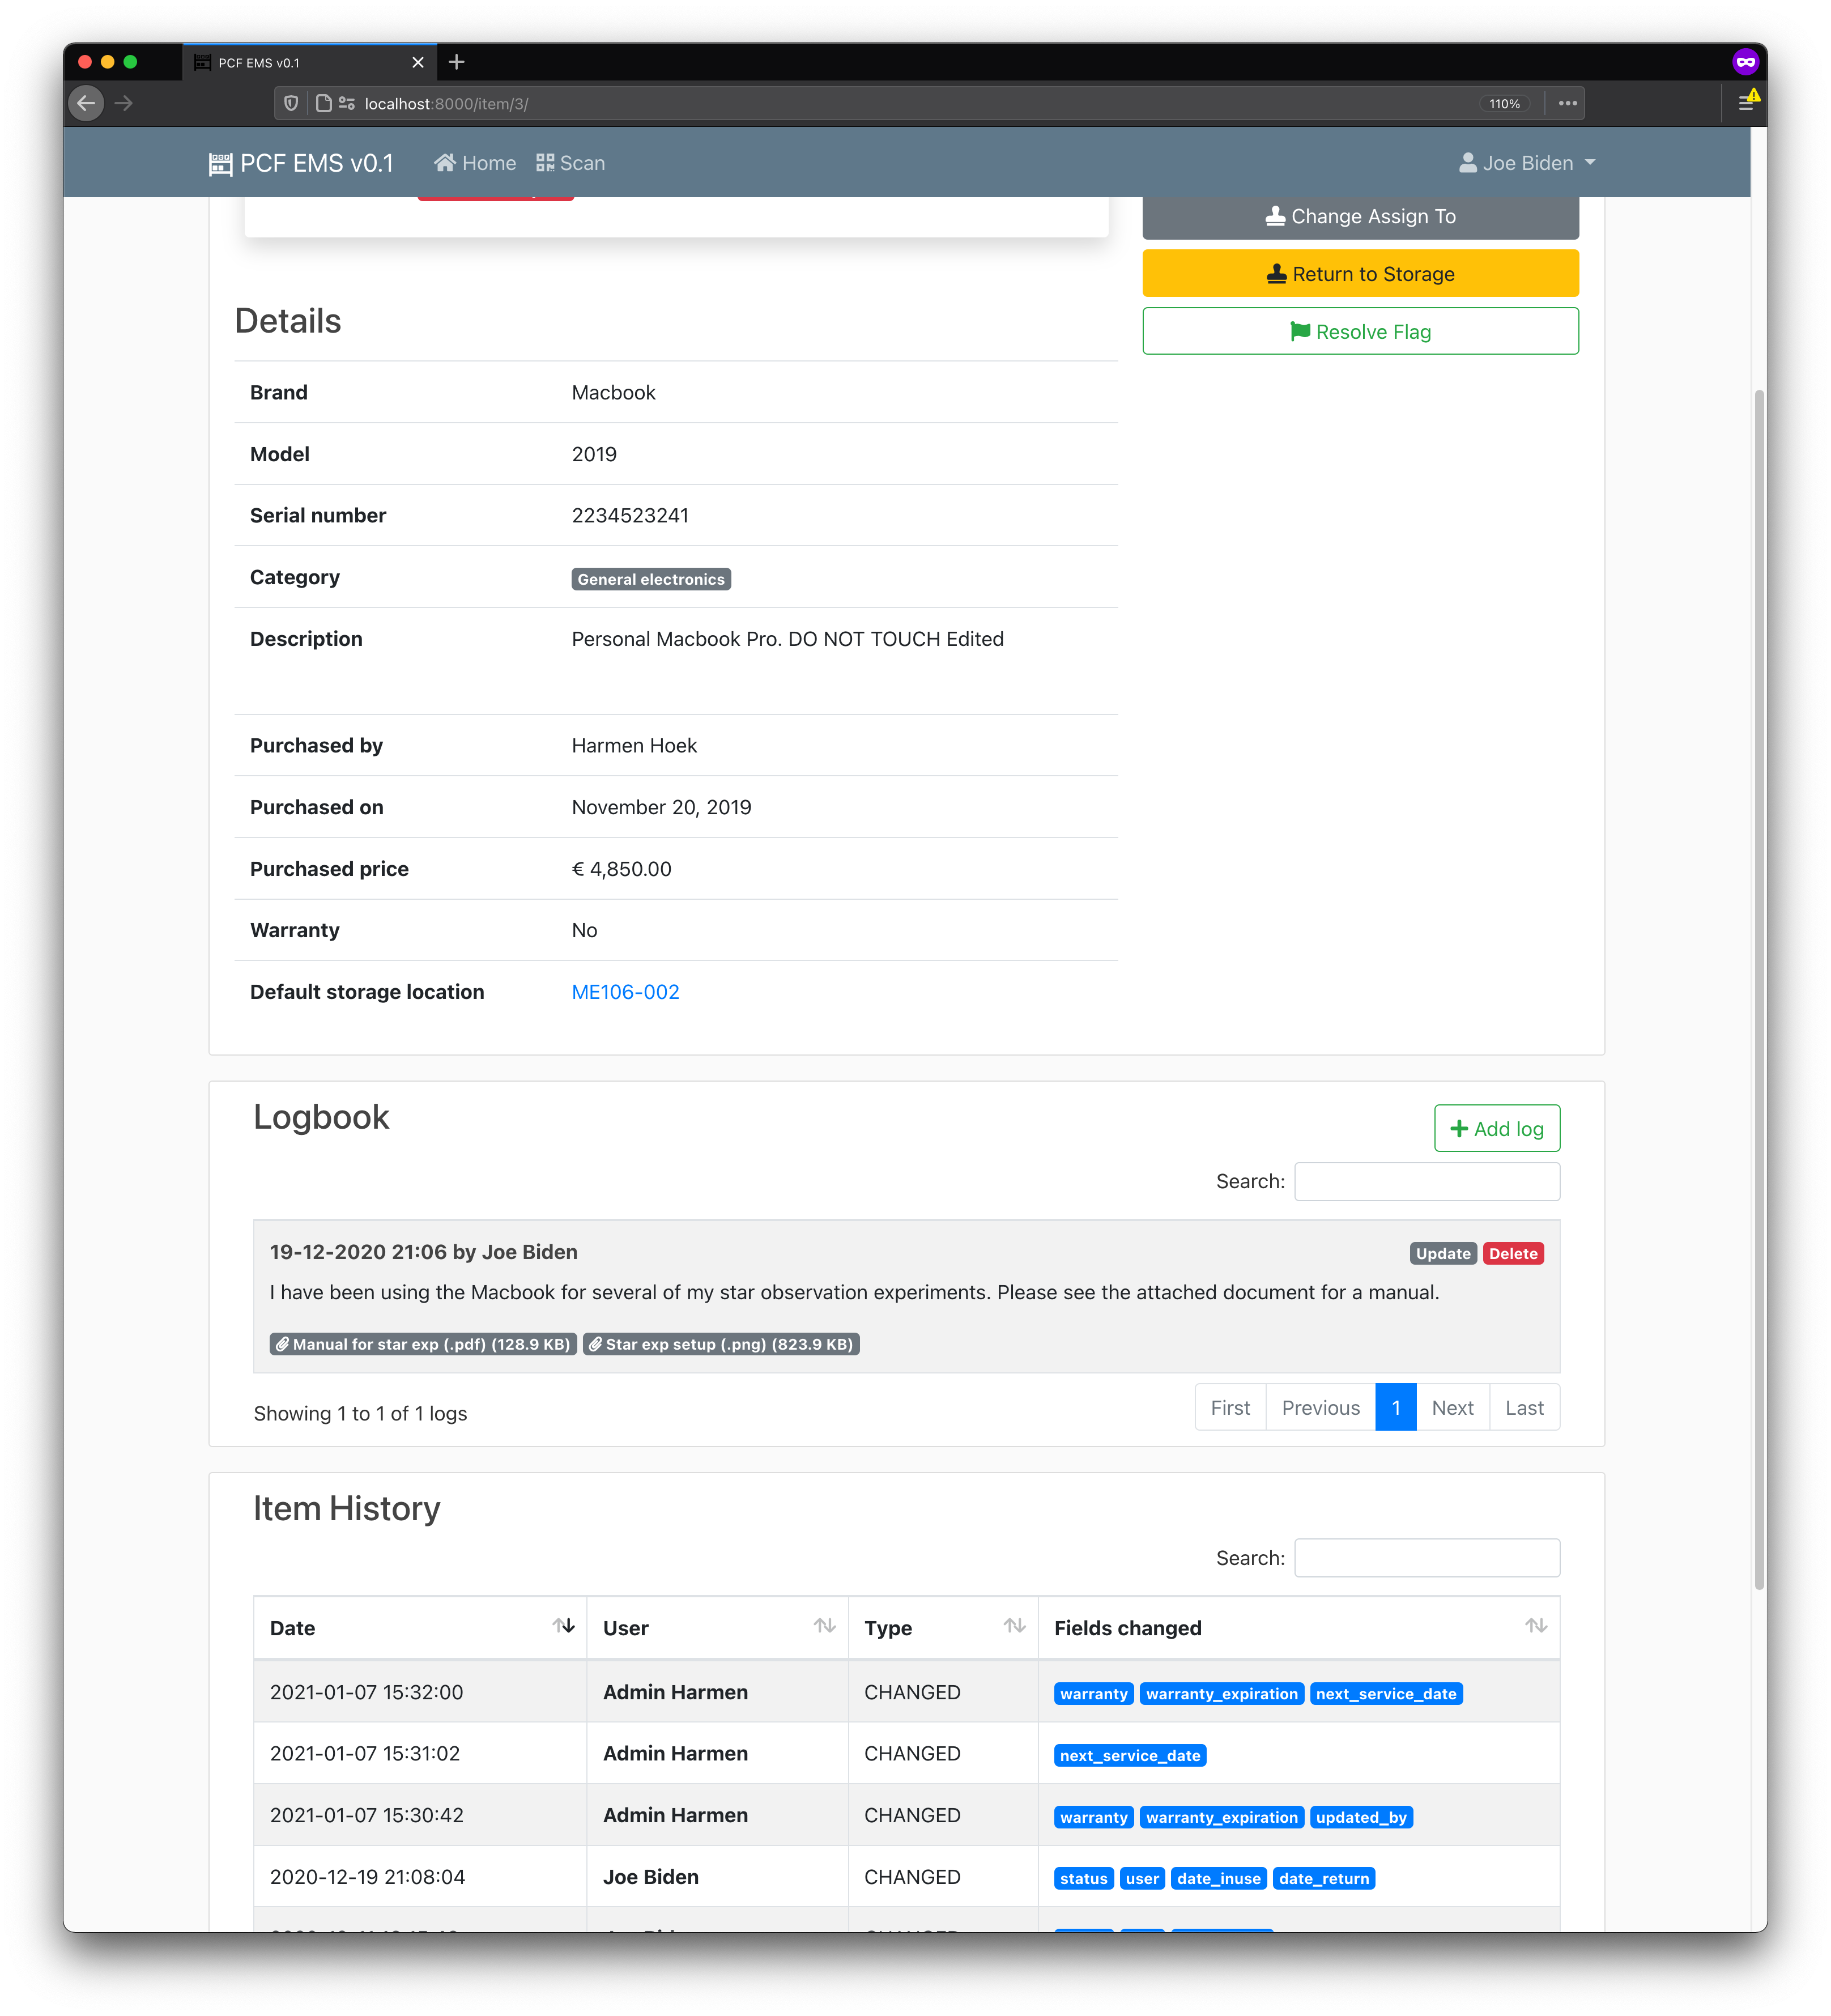 PCF EMS v0.1
localhost:8000/item/3/
110%
PCF EMS v0.1 Home Scan Joe Biden
Change Assign To
Return to Storage
Resolve Flag
Details
Brand Macbook
Model 2019
Serial number 2234523241
Category General electronics
Description Personal Macbook Pro. DO NOT TOUCH Edited
Purchased by Harmen Hoek
Purchased on November 20, 2019
Purchased price € 4,850.00
Warranty No
Default storage location ME106-002
Logbook
Add log
Search:
19-12-2020 21:06 by Joe Biden Update Delete
I have been using the Macbook for several of my star observation experiments. Please see the attached document for a manual.
Manual for star exp (.pdf) (128.9 KB) Star exp setup (.png) (823.9 KB)
Showing 1 to 1 of 1 logs
First Previous 1 Next Last
Item History
Search:
Date User Type Fields changed
2021-01-07 15:32:00 Admin Harmen CHANGED warranty warranty_expiration next_service_date
2021-01-07 15:31:02 Admin Harmen CHANGED next_service_date
2021-01-07 15:30:42 Admin Harmen CHANGED warranty warranty_expiration updated_by
2020-12-19 21:08:04 Joe Biden CHANGED status user date_inuse date_return